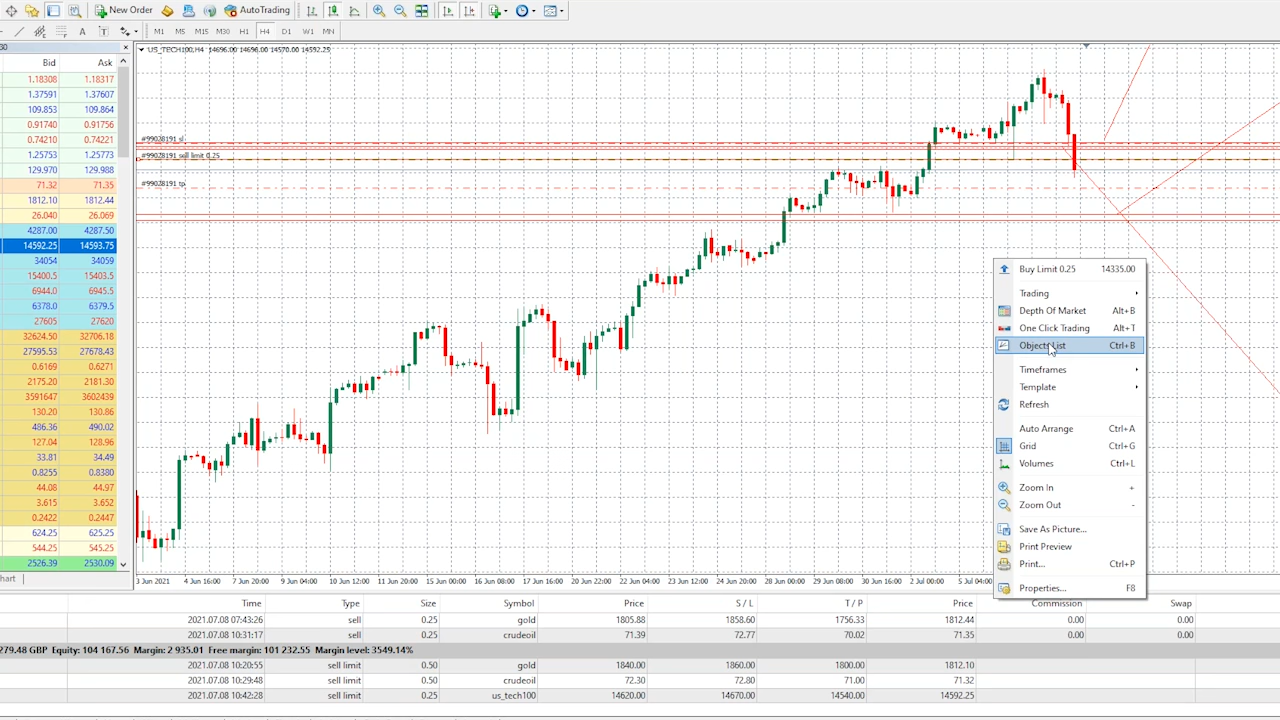 New Order AutoTrading
A T M1 M5 M15 M30 H1 H4 D1 W1 MN
30 ×
Bid Ask
1.18308 1.18317
1.37591 1.37607
109.853 109.864
0.91740 0.91756
0.74210 0.74221
1.25753 1.25773
129.970 129.988
71.32 71.35
1812.10 1812.44
26.040 26.069
4287.00 4287.50
14592.25 14593.75
34054 34061
15400.5 15403.5
6944.0 6945.5
6378.0 6379.5
27605 27620
32624.50 32706.18
27595.53 27678.43
0.6169 0.6271
2175.20 2181.30
3591647 3602439
130.20 130.86
486.36 490.02
127.04 128.96
33.81 34.49
0.8255 0.8380
44.08 44.97
3.615 3.652
0.2422 0.2447
624.25 625.25
544.25 545.25
2526.39 2530.09
hart
US_TECH100,H4 14696.00 14698.00 14570.00 14592.25
#99028191 sl
#99028191 sell limit 0.25
#99028191 tp
Buy Limit 0.25 14335.00
Trading
Depth Of Market Alt+B
One Click Trading Alt+T
Objects List Ctrl+B
Timeframes
Template
Refresh
Auto Arrange Ctrl+A
Grid Ctrl+G
Volumes Ctrl+L
Zoom In +
Zoom Out -
Save As Picture...
Print Preview
Print... Ctrl+P
Properties... F8
3 Jun 2021 4 Jun 16:00 7 Jun 20:00 9 Jun 04:00 10 Jun 12:00 11 Jun 20:00 15 Jun 00:00 16 Jun 08:00 17 Jun 16:00 20 Jun 22:00 22 Jun 04:00 23 Jun 12:00 24 Jun 20:00 28 Jun 00:00 29 Jun 08:00 30 Jun 16:00 2 Jul 00:00 5 Jul 04:00
Time Type Size Symbol Price S / L T / P Price Commission Swap
2021.07.08 07:43:26 sell 0.25 gold 1805.88 1858.60 1756.33 1812.44 0.00 0.00
2021.07.08 10:31:17 sell 0.25 crudeoil 71.39 72.77 70.02 71.35 0.00 0.00
279.48 GBP Equity: 104 167.56 Margin: 2 935.01 Free margin: 101 232.55 Margin level: 3549.14%
2021.07.08 10:20:55 sell limit 0.50 gold 1840.00 1860.00 1800.00 1812.10
2021.07.08 10:29:48 sell limit 0.50 crudeoil 72.30 72.80 71.00 71.32
2021.07.08 10:42:28 sell limit 0.25 us_tech100 14620.00 14670.00 14540.00 14592.25